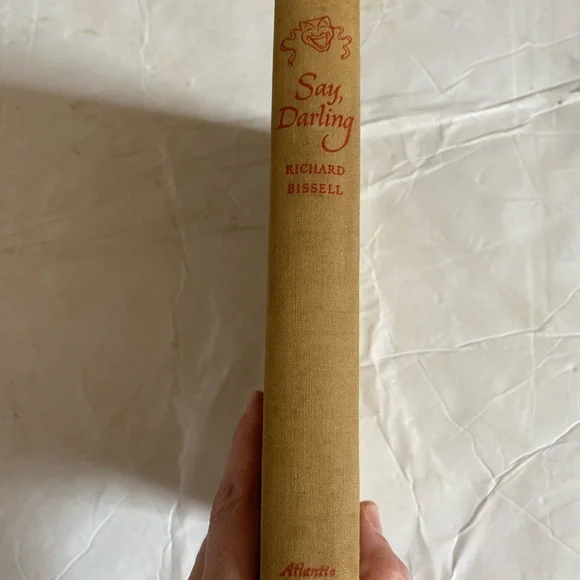 Say,
Darling
RICHARD
BISSELL
Atlantic